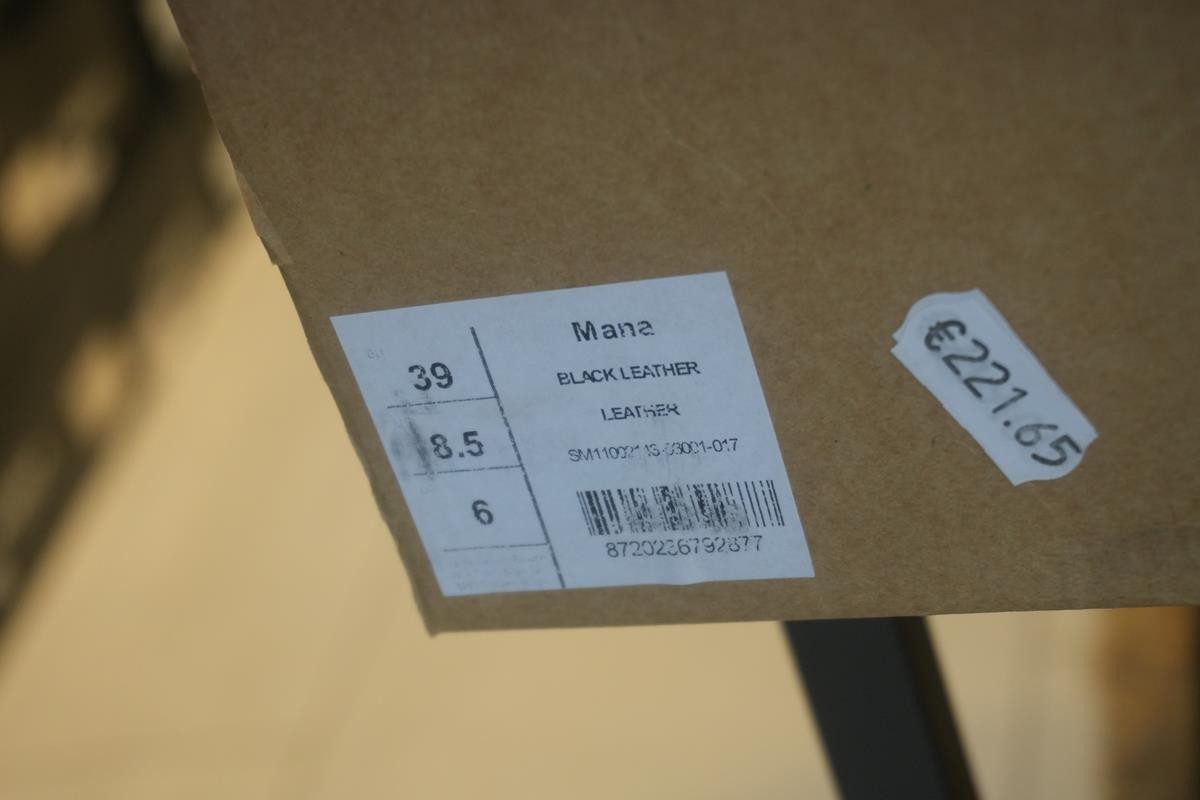 39
8.5
6
Mana
BLACK LEATHER
LEATHER
8720236792877
€221.65